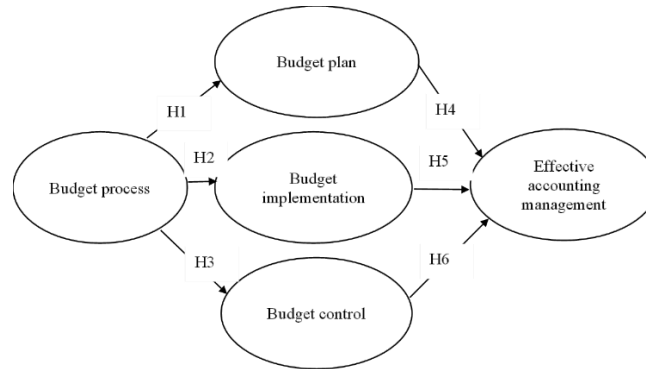 Budget plan
H1
H4
H2
H5
Budget process
Budget
implementation
Effective
accounting
management
H3
H6
Budget control